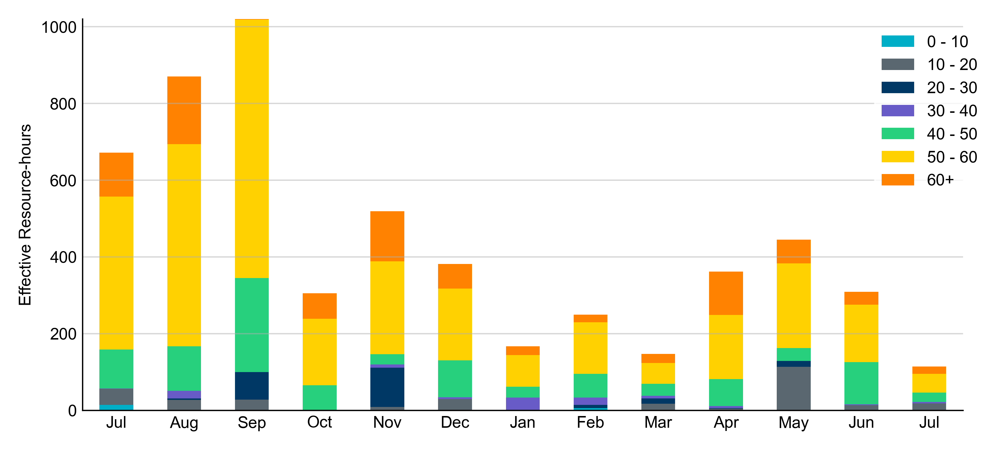 Effective Resource-hours
1000
800
600
400
200
0
Jul Aug Sep Oct Nov Dec Jan Feb Mar Apr May Jun Jul
0 - 10
10 - 20
20 - 30
30 - 40
40 - 50
50 - 60
60+